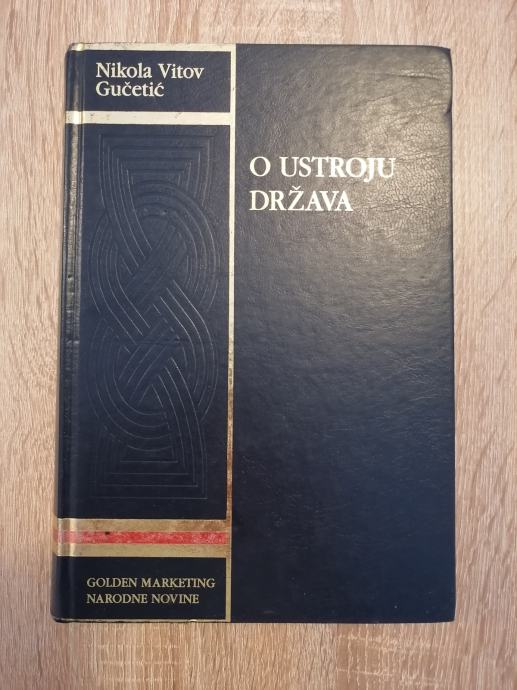 Nikola Vitov
Gučetić
O USTROJU
DRŽAVA
GOLDEN MARKETING
NARODNE NOVINE